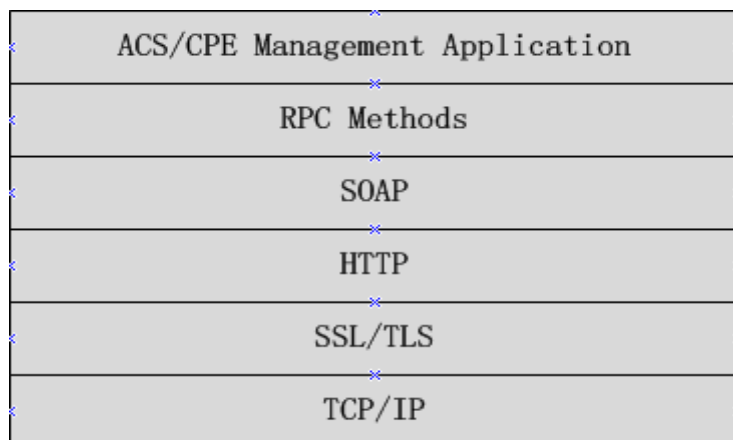 ACS/CPE Management Application
RPC Methods
SOAP
HTTP
SSL/TLS
TCP/IP